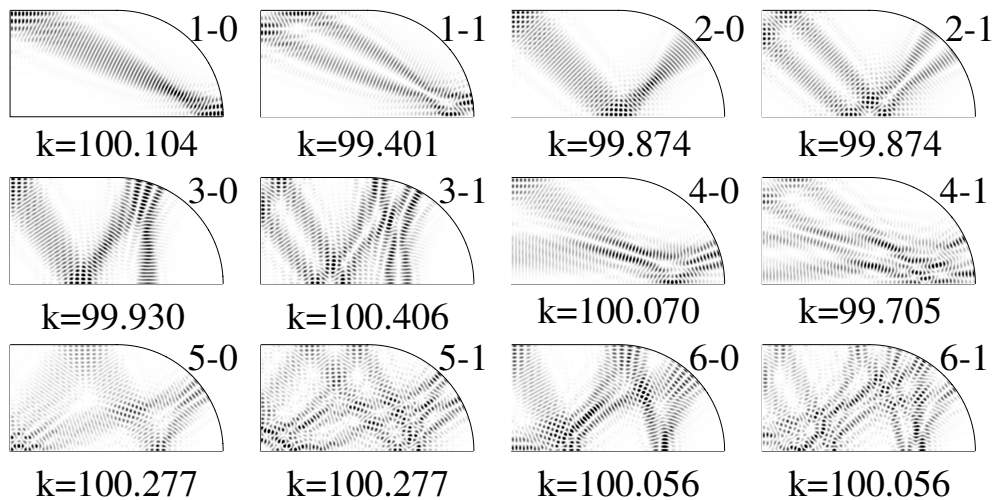 1-0 1-1 2-0 2-1
k=100.104 k=99.401 k=99.874 k=99.874
3-0 3-1 4-0 4-1
k=99.930 k=100.406 k=100.070 k=99.705
5-0 5-1 6-0 6-1
k=100.277 k=100.277 k=100.056 k=100.056